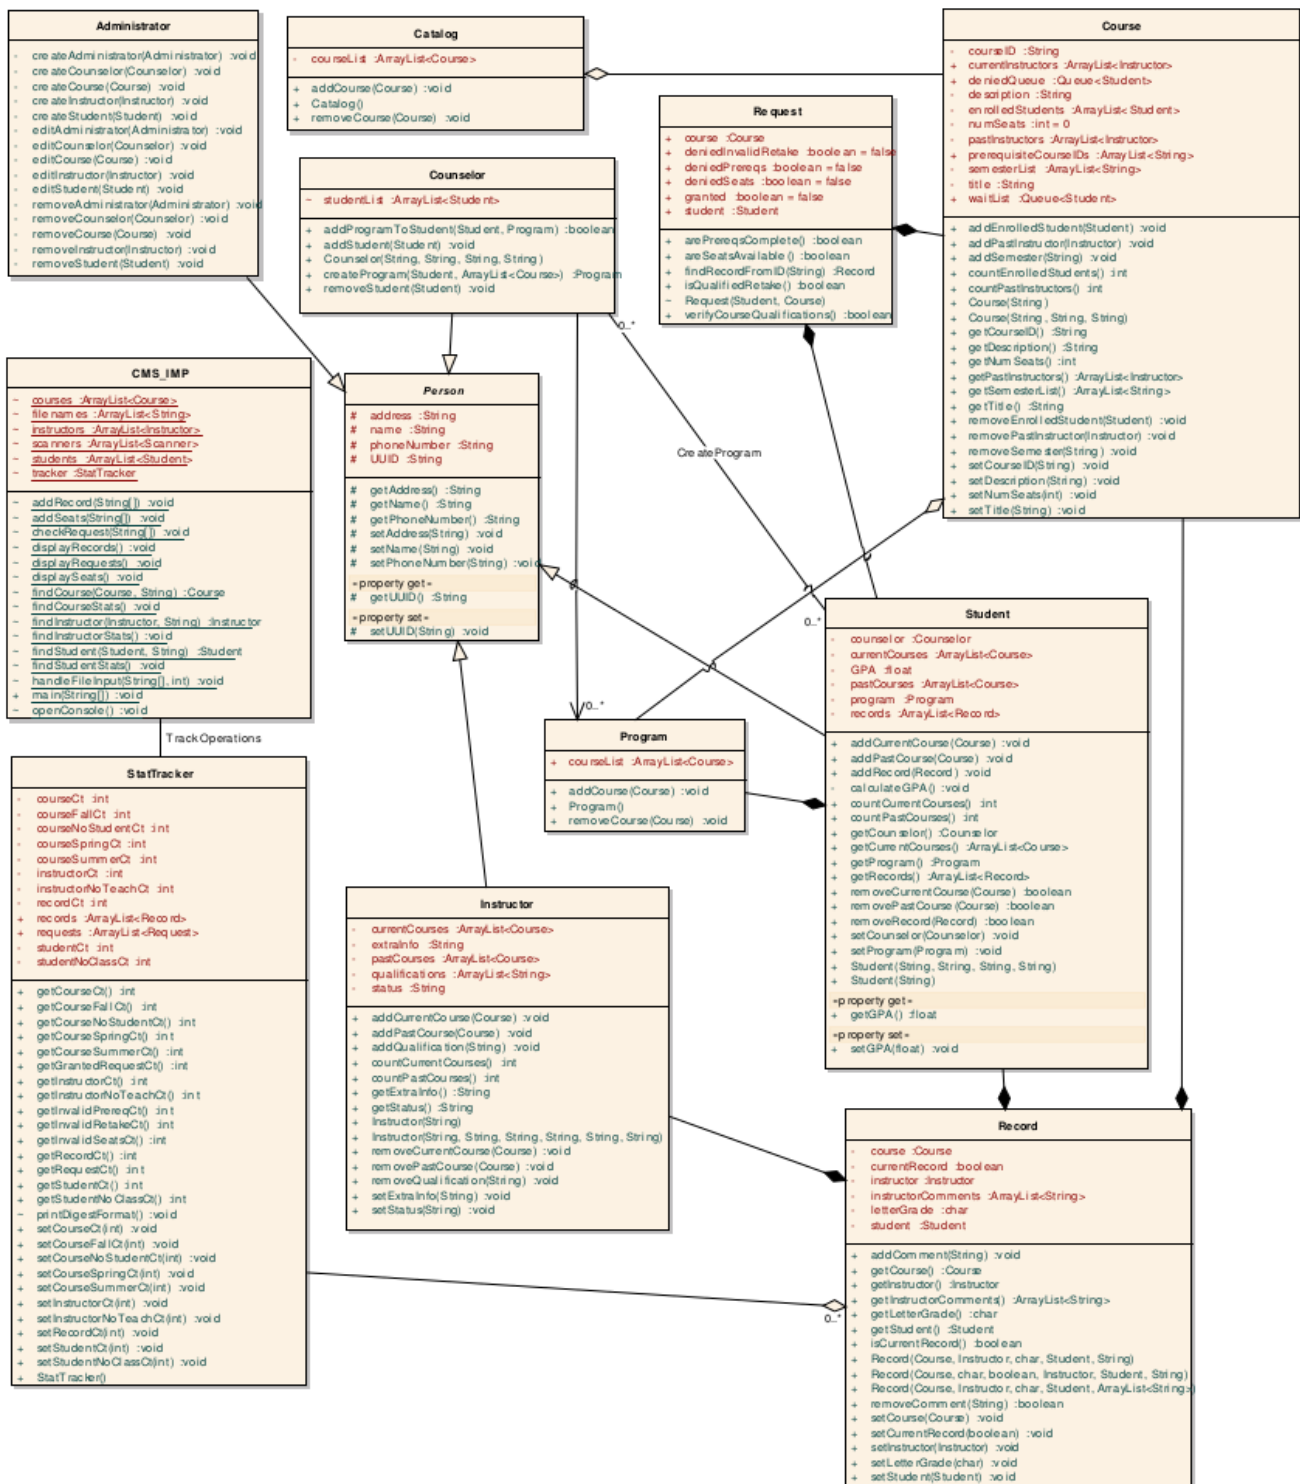 Administrator
- createAdministrator(Administrator) :void
- createCounselor(Counselor) :void
- createCourse(Course) :void
- createInstructor(Instructor) :void
- createStudent(Student) :void
- editAdministrator(Administrator) :void
- editCounselor(Counselor) :void
- editCourse(Course) :void
- editInstructor(Instructor) :void
- editStudent(Student) :void
- removeAdministrator(Administrator) :void
- removeCounselor(Counselor) :void
- removeCourse(Course) :void
- removeInstructor(Instructor) :void
- removeStudent(Student) :void
Catalog
- courseList :ArrayList<Course>
+ addCourse(Course) :void
+ Catalog()
+ removeCourse(Course) :void
Counselor
~ studentList :ArrayList<Student>
+ addProgramToStudent(Student, Program) :boolean
+ addStudent(Student) :void
+ Counselor(String, String, String, String)
+ createProgram(Student, ArrayList<Course>) :Program
+ removeStudent(Student) :void
Request
+ course :Course
+ deniedInvalidRetake :boolean = false
+ deniedPrereqs :boolean = false
+ deniedSeats :boolean = false
+ granted :boolean = false
+ student :Student
+ arePrereqsComplete() :boolean
+ areSeatsAvailable() :boolean
+ findRecordFromID(String) :Record
+ isQualifiedRetake() :boolean
~ Request(Student, Course)
+ verifyCourseQualifications() :boolean
Course
- courseID :String
+ currentInstructors :ArrayList<Instructor>
+ deniedQueue :Queue<Student>
- description :String
- enrolledStudents :ArrayList<Student>
- numSeats :int = 0
- pastInstructors :ArrayList<Instructor>
+ prerequisiteCourseIDs :ArrayList<String>
- semesterList :ArrayList<String>
- title :String
+ waitList :Queue<Student>
+ addEnrolledStudent(Student) :void
+ addPastInstructor(Instructor) :void
+ addSemester(String) :void
+ countEnrolledStudents() :int
+ countPastInstructors() :int
+ Course(String)
+ Course(String, String, String)
+ getCourseID() :String
+ getDescription() :String
+ getNumSeats() :int
+ getPastInstructors() :ArrayList<Instructor>
+ getSemesterList() :ArrayList<String>
+ getTitle() :String
+ removeEnrolledStudent(Student) :void
+ removePastInstructor(Instructor) :void
+ removeSemester(String) :void
+ setCourseID(String) :void
+ setDescription(String) :void
+ setNumSeats(int) :void
+ setTitle(String) :void
CMS_IMP
~ courses :ArrayList<Course>
~ filenames :ArrayList<String>
~ instructors :ArrayList<Instructor>
~ scanners :ArrayList<Scanner>
~ students :ArrayList<Student>
~ tracker :StatTracker
~ addRecord(String[]) :void
~ addSeats(String[]) :void
~ checkRequest(String[]) :void
~ displayRecords() :void
~ displayRequests() :void
~ displaySeats() :void
~ findCourse(Course, String) :Course
~ findCourseStats() :void
~ findInstructor(Instructor, String) :Instructor
~ findInstructorStats() :void
~ findStudent(Student, String) :Student
~ findStudentStats() :void
~ handleFileInput(String[], int) :void
+ main(String[]) :void
~ openConsole() :void
Person
# address :String
# name :String
# phoneNumber :String
# UUID :String
# getAddress() :String
# getName() :String
# getPhoneNumber() :String
# setAddress(String) :void
# setName(String) :void
# setPhoneNumber(String) :void
«property get»
# getUUID() :String
«property set»
# setUUID(String) :void
0..*
CreateProgram
0..*
0..*
TrackOperations
Program
+ courseList :ArrayList<Course>
+ addCourse(Course) :void
+ Program()
+ removeCourse(Course) :void
Student
- counselor :Counselor
- currentCourses :ArrayList<Course>
- GPA :float
- pastCourses :ArrayList<Course>
- program :Program
- records :ArrayList<Record>
+ addCurrentCourse(Course) :void
+ addPastCourse(Course) :void
+ addRecord(Record) :void
- calculateGPA() :void
+ countCurrentCourses() :int
+ countPastCourses() :int
+ getCounselor() :Counselor
+ getCurrentCourses() :ArrayList<Course>
+ getProgram() :Program
+ getRecords() :ArrayList<Record>
+ removeCurrentCourse(Course) :boolean
+ removePastCourse(Course) :boolean
+ removeRecord(Record) :boolean
+ setCounselor(Counselor) :void
+ setProgram(Program) :void
+ Student(String, String, String, String)
+ Student(String)
«property get»
+ getGPA() :float
«property set»
+ setGPA(float) :void
StatTracker
- courseCt :int
- courseFallCt :int
- courseNoStudentCt :int
- courseSpringCt :int
- courseSummerCt :int
- instructorCt :int
- instructorNoTeachCt :int
- recordCt :int
+ records :ArrayList<Record>
+ requests :ArrayList<Request>
- studentCt :int
- studentNoClassCt :int
+ getCourseCt() :int
+ getCourseFallCt() :int
+ getCourseNoStudentCt() :int
+ getCourseSpringCt() :int
+ getCourseSummerCt() :int
+ getGrantedRequestCt() :int
+ getInstructorCt() :int
+ getInstructorNoTeachCt() :int
+ getInvalidPrereqCt() :int
+ getInvalidRetakeCt() :int
+ getInvalidSeatsCt() :int
+ getRecordCt() :int
+ getRequestCt() :int
+ getStudentCt() :int
+ getStudentNoClassCt() :int
~ printDigestFormat() :void
+ setCourseCt(int) :void
+ setCourseFallCt(int) :void
+ setCourseNoStudentCt(int) :void
+ setCourseSpringCt(int) :void
+ setCourseSummerCt(int) :void
+ setInstructorCt(int) :void
+ setInstructorNoTeachCt(int) :void
+ setRecordCt(int) :void
+ setStudentCt(int) :void
+ setStudentNoClassCt(int) :void
+ StatTracker()
Instructor
- currentCourses :ArrayList<Course>
- extraInfo :String
- pastCourses :ArrayList<Course>
- qualifications :ArrayList<String>
- status :String
+ addCurrentCourse(Course) :void
+ addPastCourse(Course) :void
+ addQualification(String) :void
+ countCurrentCourses() :int
+ countPastCourses() :int
+ getExtraInfo() :String
+ getStatus() :String
+ Instructor(String)
+ Instructor(String, String, String, String, String, String)
+ removeCurrentCourse(Course) :void
+ removePastCourse(Course) :void
+ removeQualification(String) :void
+ setExtraInfo(String) :void
+ setStatus(String) :void
0..*
Record
- course :Course
- currentRecord :boolean
- instructor :Instructor
- instructorComments :ArrayList<String>
- letterGrade :char
- student :Student
+ addComment(String) :void
+ getCourse() :Course
+ getInstructor() :Instructor
+ getInstructorComments() :ArrayList<String>
+ getLetterGrade() :char
+ getStudent() :Student
+ isCurrentRecord() :boolean
+ Record(Course, Instructor, char, Student, String)
+ Record(Course, char, boolean, Instructor, Student, String)
+ Record(Course, Instructor, char, Student, ArrayList<String>)
+ removeComment(String) :boolean
+ setCourse(Course) :void
+ setCurrentRecord(boolean) :void
+ setInstructor(Instructor) :void
+ setLetterGrade(char) :void
+ setStudent(Student) :void